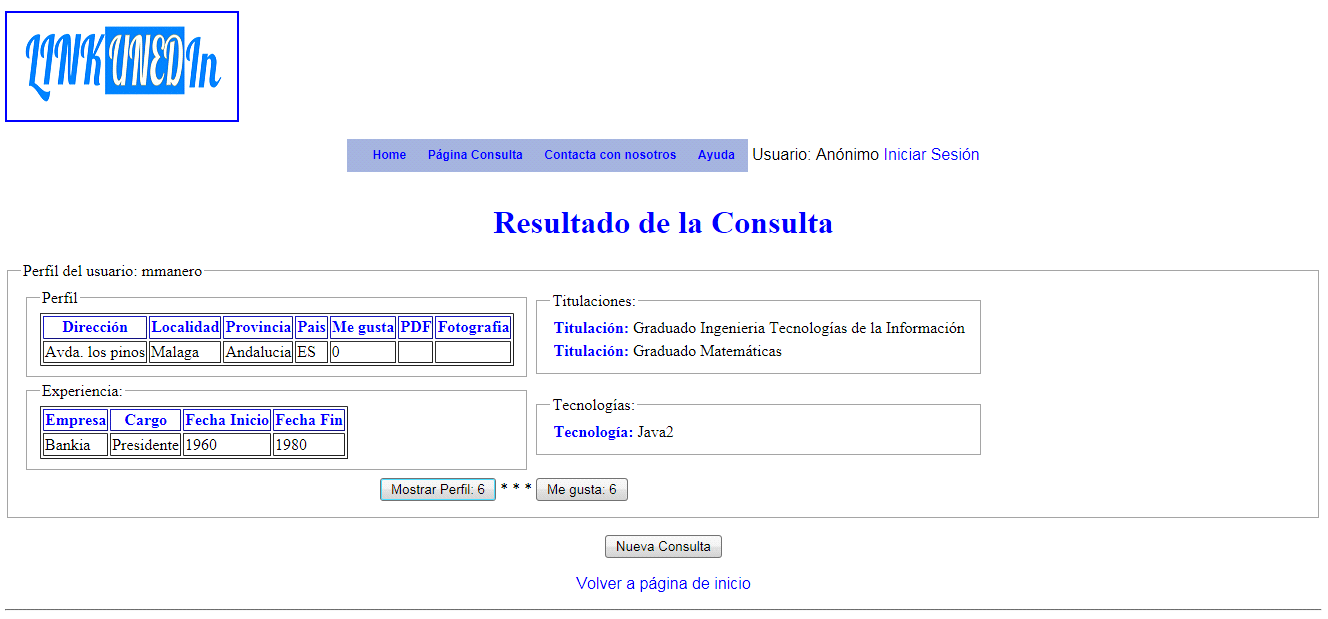 LINKUNEDIn
Home Página Consulta Contacta con nosotros Ayuda Usuario: Anónimo Iniciar Sesión
Resultado de la Consulta
Perfil del usuario: mmanero
Perfil
Dirección Localidad Provincia Pais Me gusta PDF Fotografia
Avda. los pinos Malaga Andalucia ES 0
Titulaciones:
Titulación: Graduado Ingenieria Tecnologías de la Información
Titulación: Graduado Matemáticas
Experiencia:
Empresa Cargo Fecha Inicio Fecha Fin
Bankia Presidente 1960 1980
Tecnologías:
Tecnología: Java2
Mostrar Perfil: 6 * * * Me gusta: 6
Nueva Consulta
Volver a página de inicio